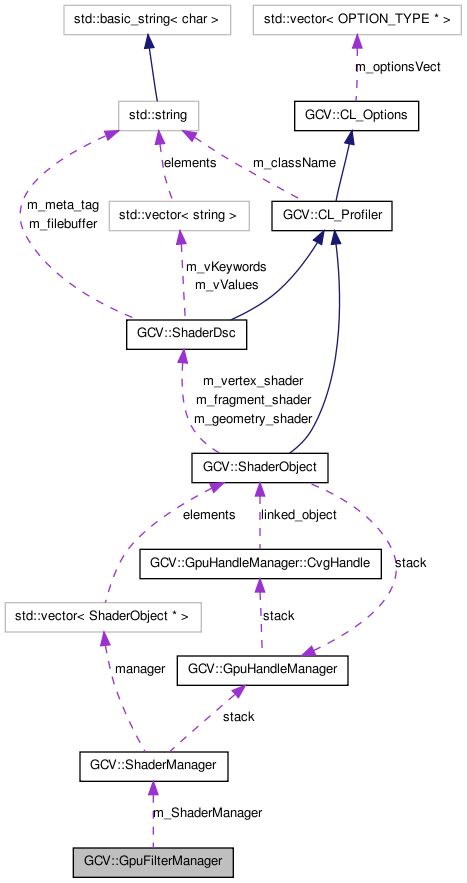 std::basic_string< char >
std::vector< OPTION_TYPE * >
m_optionsVect
std::string
GCV::CL_Options
elements
m_className
m_meta_tag
m_filebuffer
std::vector< string >
GCV::CL_Profiler
m_vKeywords
m_vValues
GCV::ShaderDsc
m_vertex_shader
m_fragment_shader
m_geometry_shader
GCV::ShaderObject
elements
linked_object
stack
GCV::GpuHandleManager::CvgHandle
std::vector< ShaderObject * >
stack
GCV::GpuHandleManager
manager
stack
GCV::ShaderManager
m_ShaderManager
GCV::GpuFilterManager